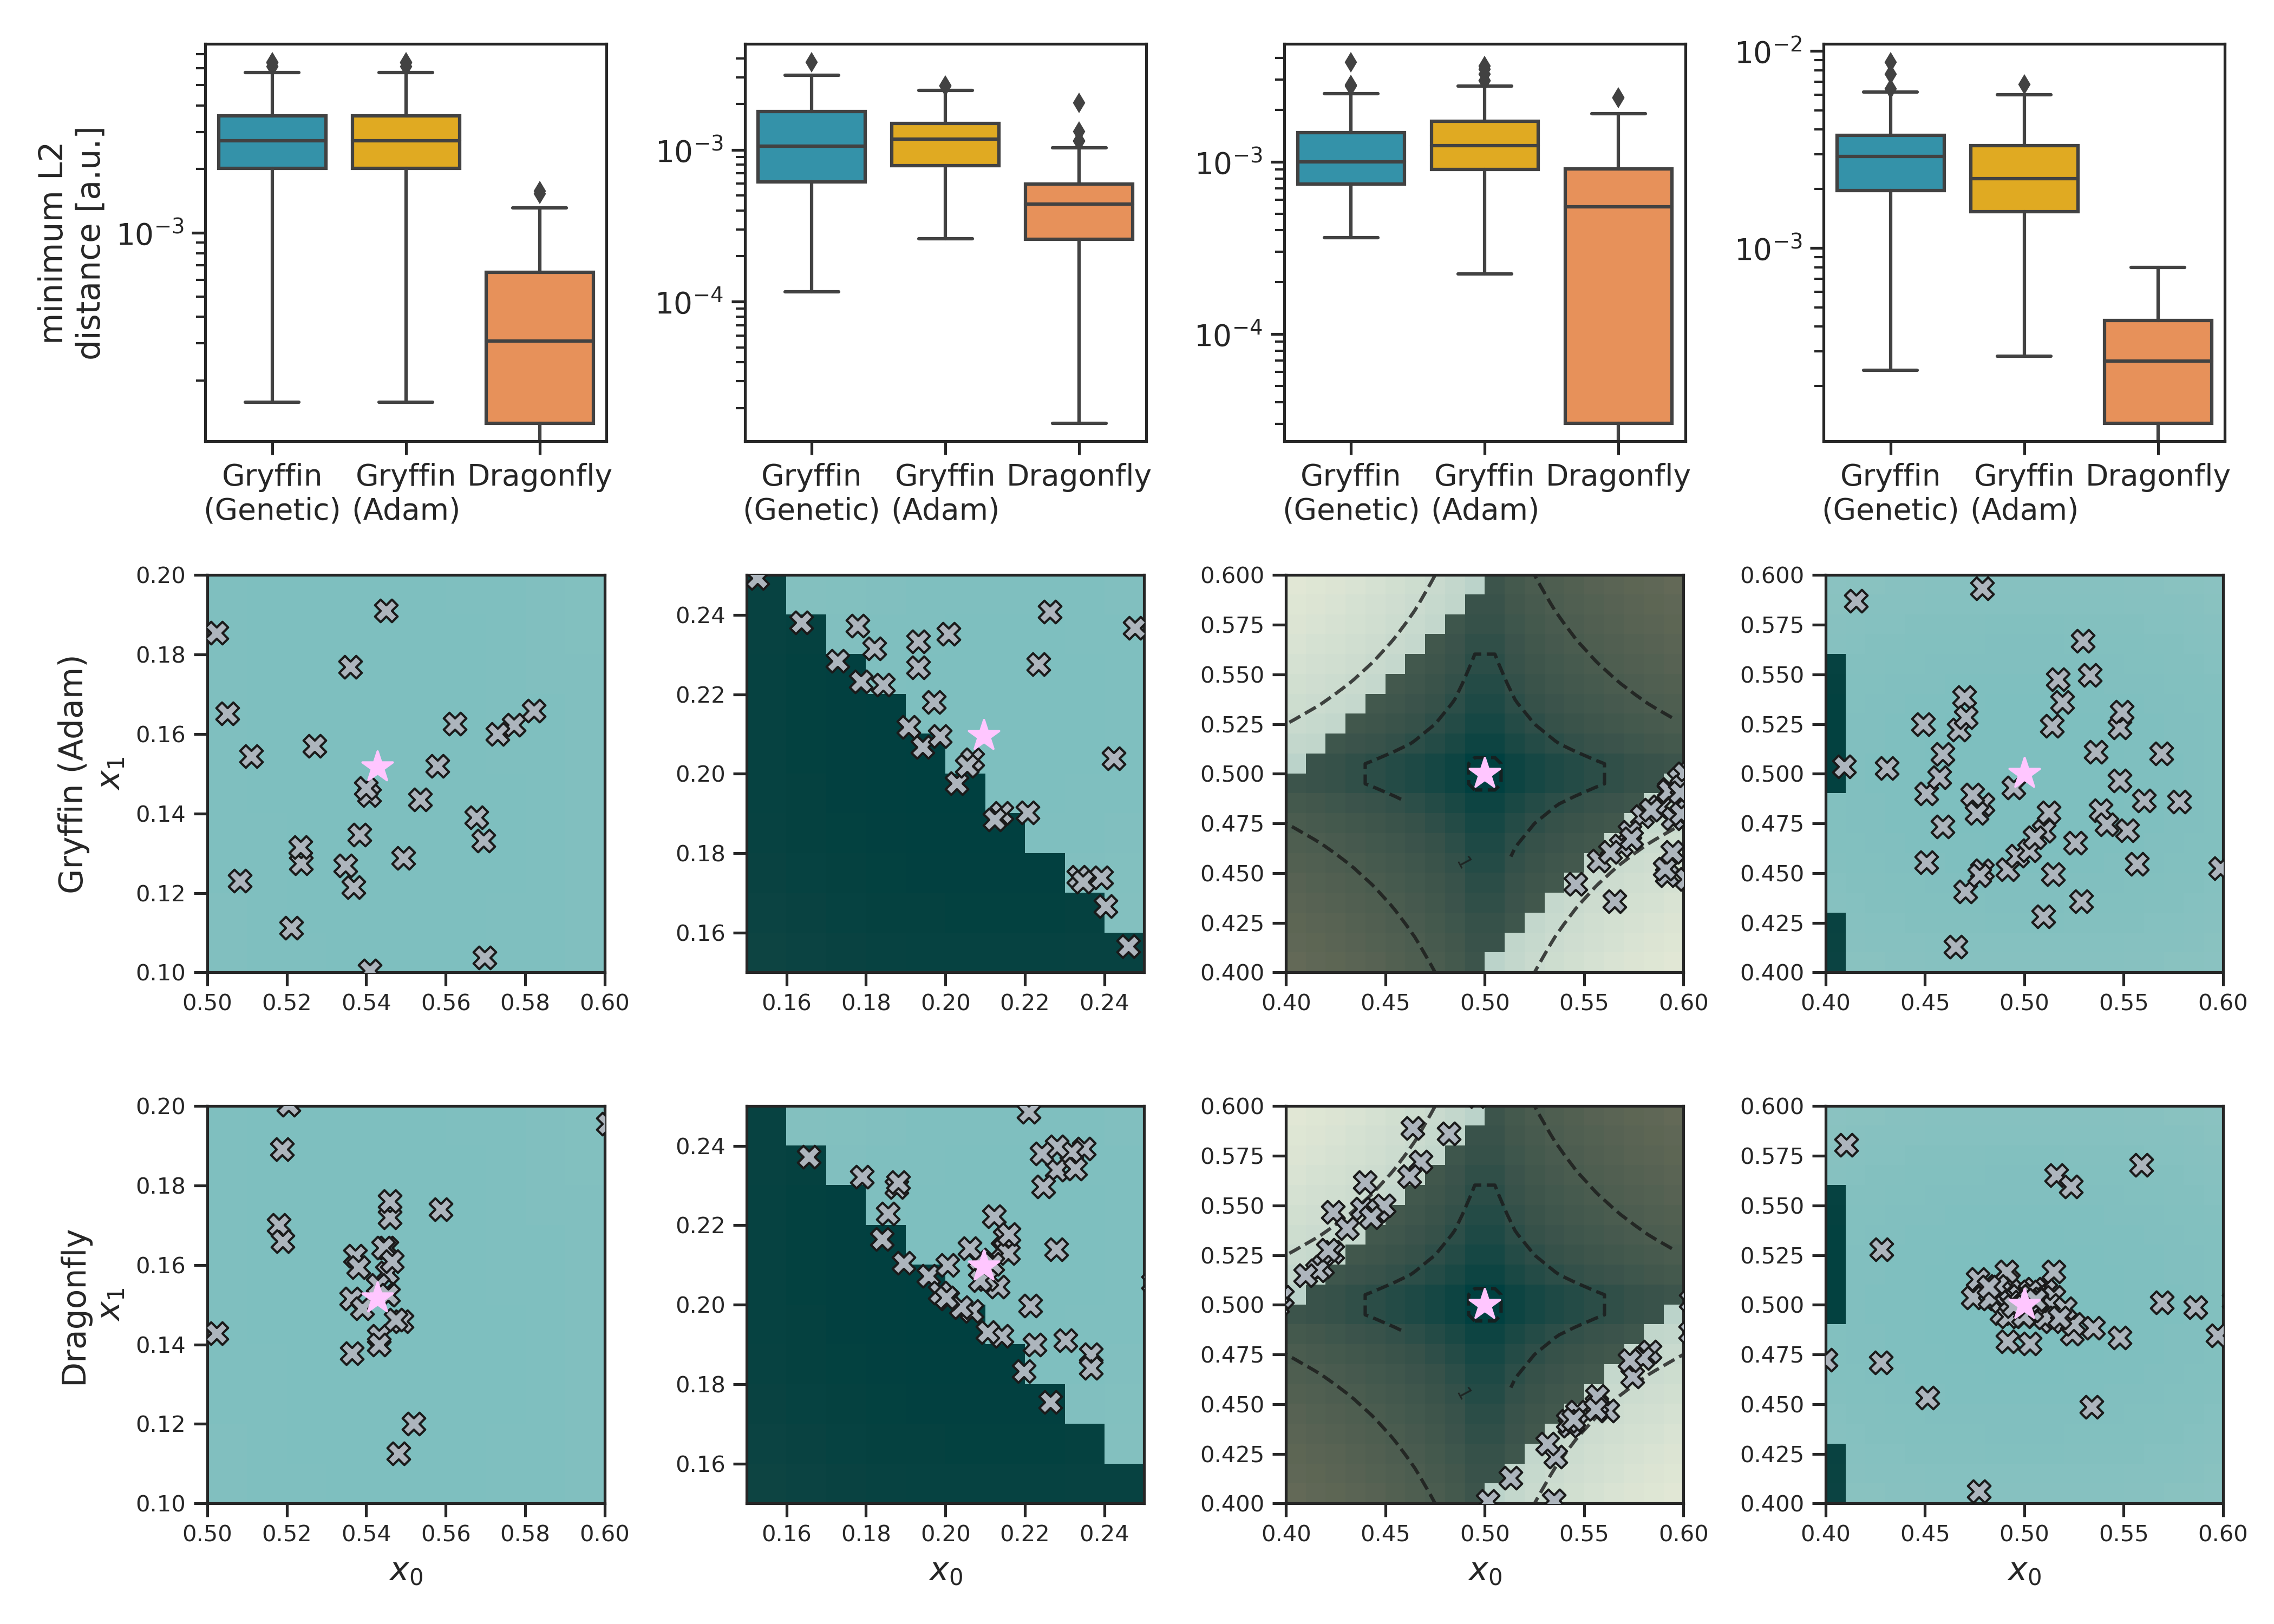 minimum L2
distance [a.u.]
10⁻³
10⁻³
10⁻⁴
10⁻³
10⁻⁴
10⁻²
10⁻³
Gryffin
(Genetic)
Gryffin
(Adam)
Dragonfly
Gryffin
(Genetic)
Gryffin
(Adam)
Dragonfly
Gryffin
(Genetic)
Gryffin
(Adam)
Dragonfly
Gryffin
(Genetic)
Gryffin
(Adam)
Dragonfly
Gryffin (Adam)
x₁
0.20
0.18
0.16
0.14
0.12
0.10
0.50 0.52 0.54 0.56 0.58 0.60
0.24
0.22
0.20
0.18
0.16
0.16 0.18 0.20 0.22 0.24
0.600
0.575
0.550
0.525
0.500
0.475
0.450
0.425
0.400
0.40 0.45 0.50 0.55 0.60
1
0.600
0.575
0.550
0.525
0.500
0.475
0.450
0.425
0.400
0.40 0.45 0.50 0.55 0.60
Dragonfly
x₁
0.20
0.18
0.16
0.14
0.12
0.10
0.50 0.52 0.54 0.56 0.58 0.60
x₀
0.24
0.22
0.20
0.18
0.16
0.16 0.18 0.20 0.22 0.24
x₀
0.600
0.575
0.550
0.525
0.500
0.475
0.450
0.425
0.400
0.40 0.45 0.50 0.55 0.60
1
x₀
0.600
0.575
0.550
0.525
0.500
0.475
0.450
0.425
0.400
0.40 0.45 0.50 0.55 0.60
x₀